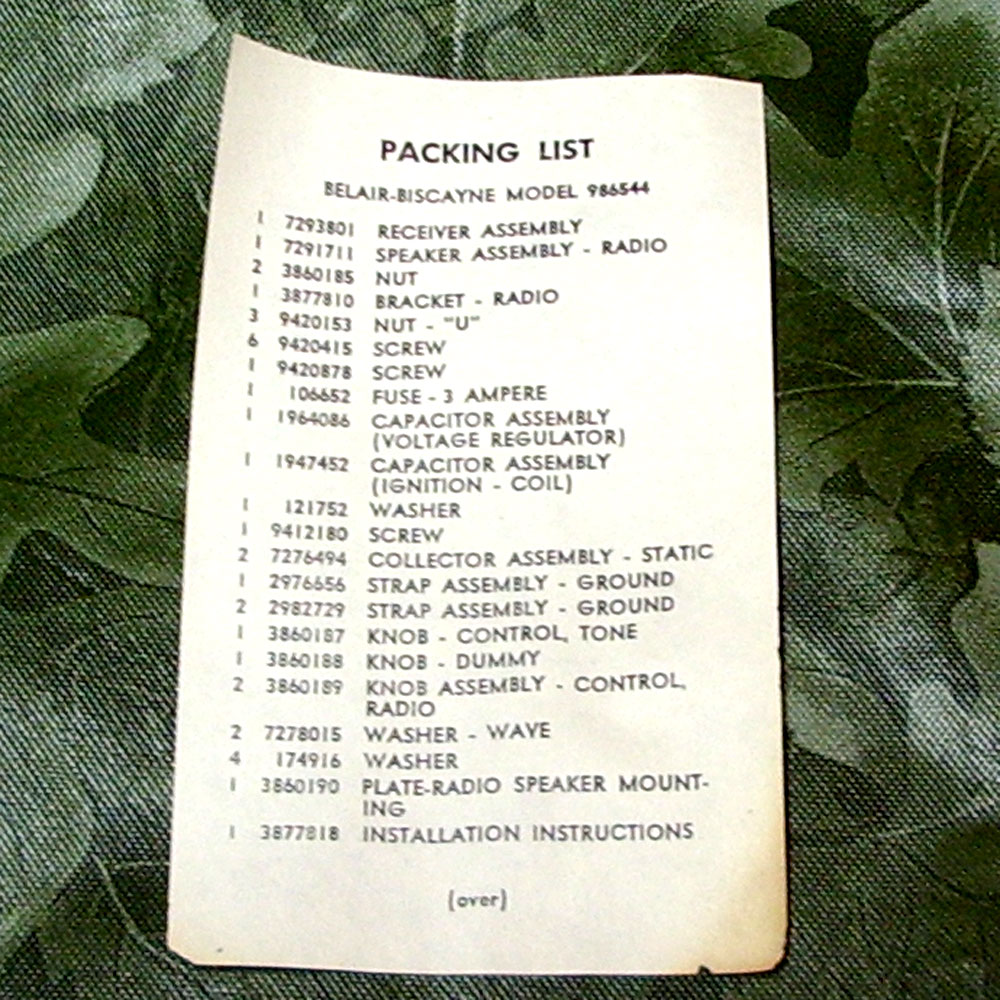 PACKING LIST
BELAIR-BISCAYNE MODEL 986544
1 7293801 RECEIVER ASSEMBLY
1 7291711 SPEAKER ASSEMBLY - RADIO
2 3860185 NUT
1 3877810 BRACKET - RADIO
3 9420153 NUT - "U"
6 9420415 SCREW
1 9420878 SCREW
1 106652 FUSE - 3 AMPERE
1 1964086 CAPACITOR ASSEMBLY
(VOLTAGE REGULATOR)
1 1947452 CAPACITOR ASSEMBLY
(IGNITION - COIL)
1 121752 WASHER
1 9412180 SCREW
2 7276494 COLLECTOR ASSEMBLY - STATIC
1 2976656 STRAP ASSEMBLY - GROUND
2 2982729 STRAP ASSEMBLY - GROUND
1 3860187 KNOB - CONTROL, TONE
1 3860188 KNOB - DUMMY
2 3860189 KNOB ASSEMBLY - CONTROL,
RADIO
2 7278015 WASHER - WAVE
4 174916 WASHER
1 3860190 PLATE-RADIO SPEAKER MOUNT-
ING
1 3877818 INSTALLATION INSTRUCTIONS
(over)